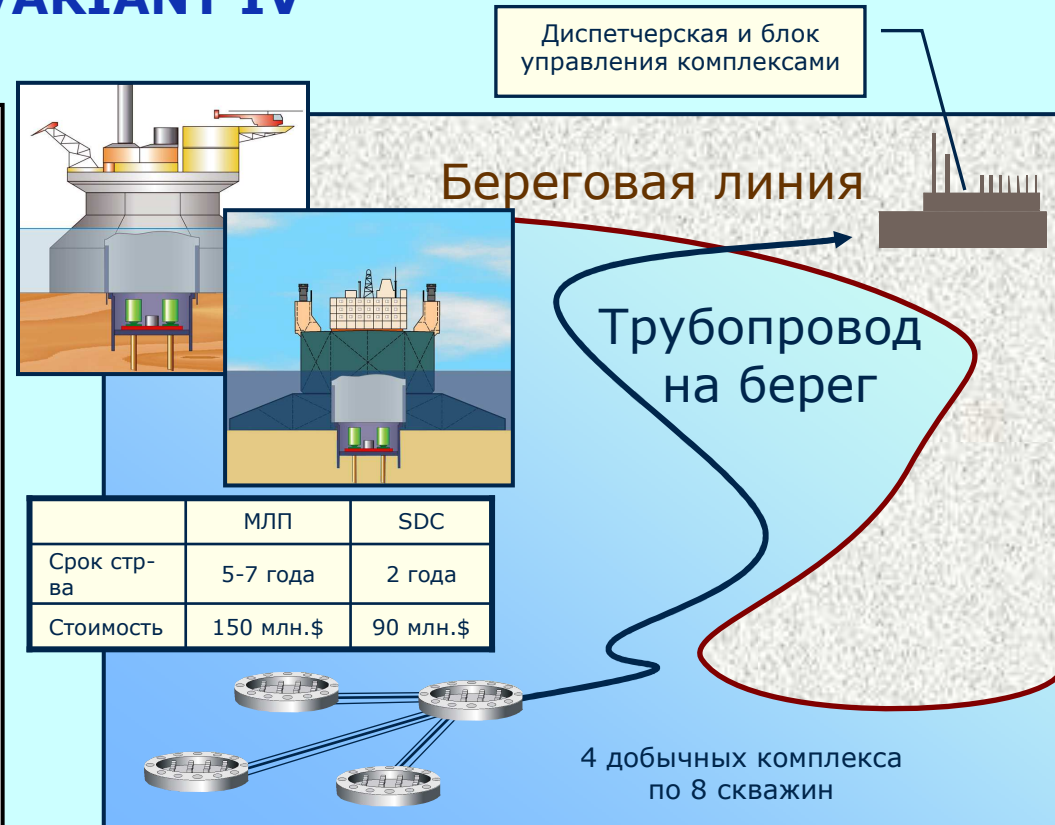 VARIANT IV
Диспетчерская и блок
управления комплексами
Береговая линия
Трубопровод
на берег
МЛП SDC
Срок стр-
ва 5-7 года 2 года
Стоимость 150 млн.$ 90 млн.$
4 добычных комплекса
по 8 скважин